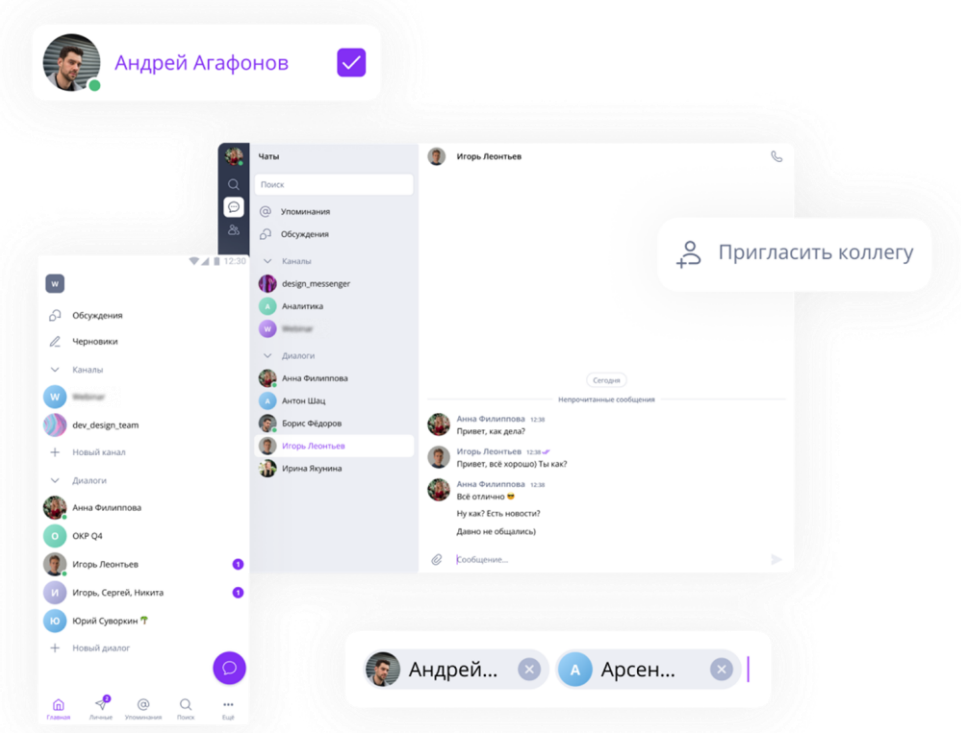 Андрей Агафонов
Чаты
Поиск
Упоминания
Обсуждения
Каналы
design_messenger
А
Аналитика
W
Webinar
Диалоги
Анна Филиппова
А
Антон Шац
Борис Фёдоров
Игорь Леонтьев
Ирина Якунина
Игорь Леонтьев
Сегодня
Непрочитанные сообщения
Анна Филиппова 12:38
Привет, как дела?
Игорь Леонтьев 12:38
Привет, всё хорошо) Ты как?
Анна Филиппова 12:38
Всё отлично 😎
Ну как? Есть новости?
Давно не общались)
Сообщение...
Пригласить коллегу
12:30
w
Обсуждения
Черновики
Каналы
W
Webinar
dev_design_team
Новый канал
Диалоги
Анна Филиппова
О
ОКР Q4
Игорь Леонтьев 1
И
Игорь, Сергей, Никита 1
Ю
Юрий Суворкин 🌴
Новый диалог
2
Главная Личные Упоминания Поиск Ещё
Андрей...
А Арсен...